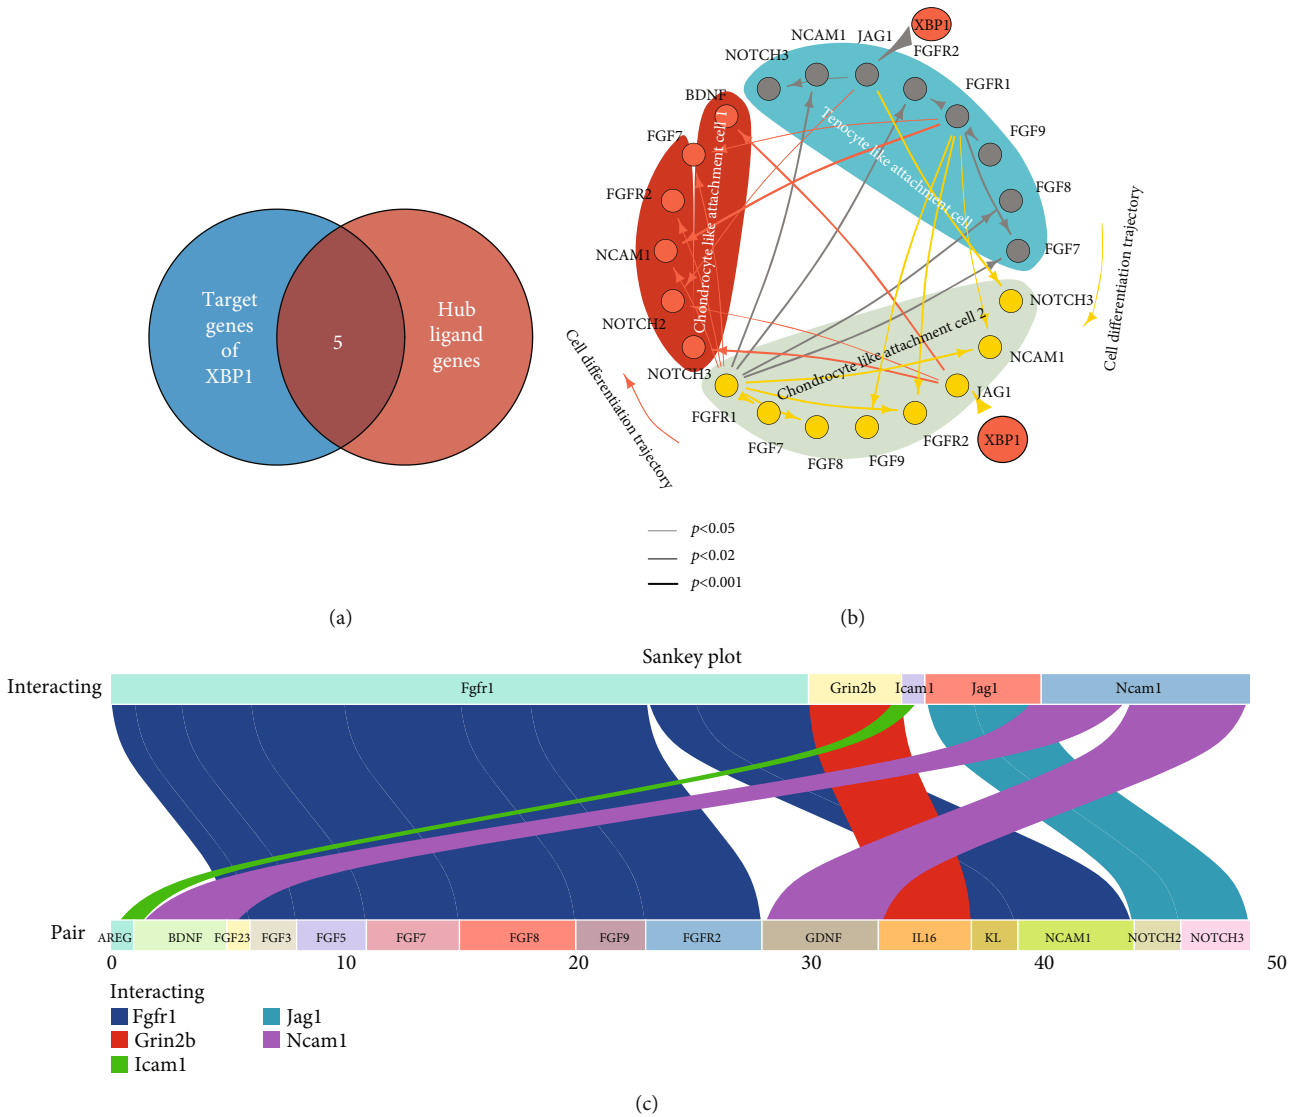 Target
genes
of
XBP1
5
Hub
ligand
genes
(a)
XBP1
NCAM1
JAG1
FGFR2
NOTCH3
FGFR1
BDNF
FGF9
FGF7
FGF8
FGFR2
FGF7
NCAM1
NOTCH3
NOTCH2
NCAM1
NOTCH3
JAG1
FGFR1
XBP1
FGF7
FGF8
FGF9
FGFR2
Tenocyte like attachment cell
Chondrocyte like attachment cell 1
Chondrocyte like attachment cell 2
Cell differentiation trajectory
Cell differentiation trajectory
p<0.05
p<0.02
p<0.001
(b)
Sankey plot
Interacting
Fgfr1
Grin2b
Icam1
Jag1
Ncam1
Pair
AREG
BDNF
FGF23
FGF3
FGF5
FGF7
FGF8
FGF9
FGFR2
GDNF
IL16
KL
NCAM1
NOTCH2
NOTCH3
0
10
20
30
40
50
Interacting
Fgfr1
Jag1
Grin2b
Ncam1
Icam1
(c)